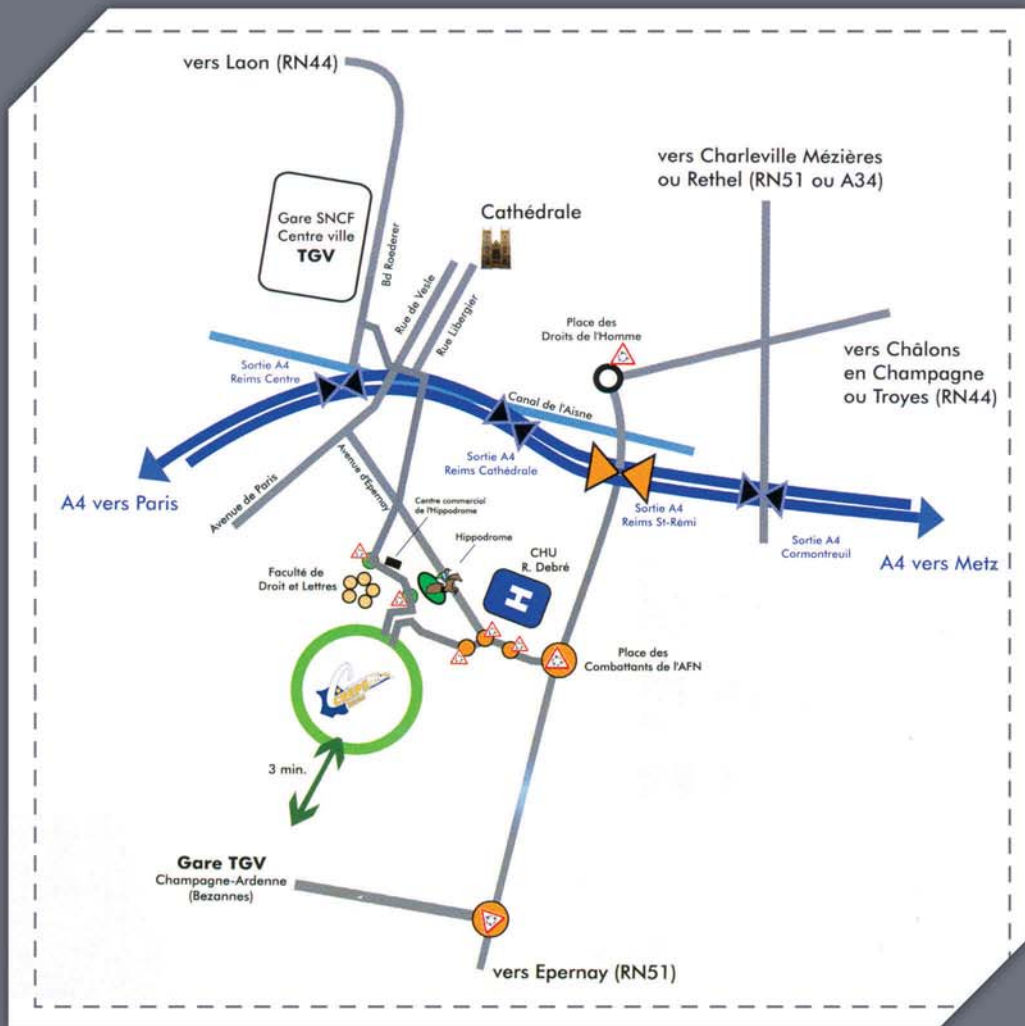 vers Laon (RN44)
vers Charleville Mézières
ou Rethel (RN51 ou A34)
Gare SNCF
Centre ville
TGV
Cathédrale
Bd Roederer
Rue de Vesle
Rue Libergier
Place des
Droits de l'Homme
vers Châlons
en Champagne
ou Troyes (RN44)
Sortie A4
Reims Centre
Canal de l'Aisne
Sortie A4
Reims Cathédrale
A4 vers Paris
Avenue de Paris
Avenue d'Epernay
Sortie A4
Reims St-Rémi
Sortie A4
Cormontreuil
A4 vers Metz
Centre commercial
de l'Hippodrome
Hippodrome
CHU
R. Debré
H
Faculté de
Droit et Lettres
Place des
Combattants de l'AFN
CREPS
3 min.
Gare TGV
Champagne-Ardenne
(Bezannes)
vers Epernay (RN51)